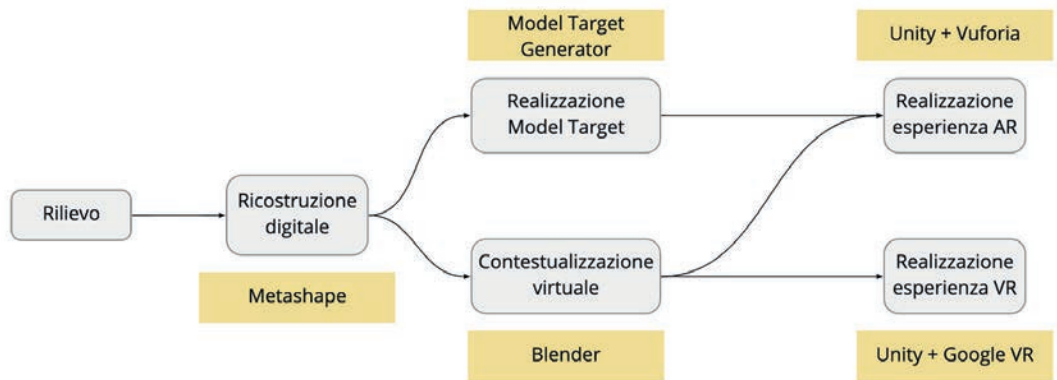 Rilievo
Ricostruzione
digitale
Metashape
Model Target
Generator
Realizzazione
Model Target
Contestualizzazione
virtuale
Blender
Unity + Vuforia
Realizzazione
esperienza AR
Realizzazione
esperienza VR
Unity + Google VR